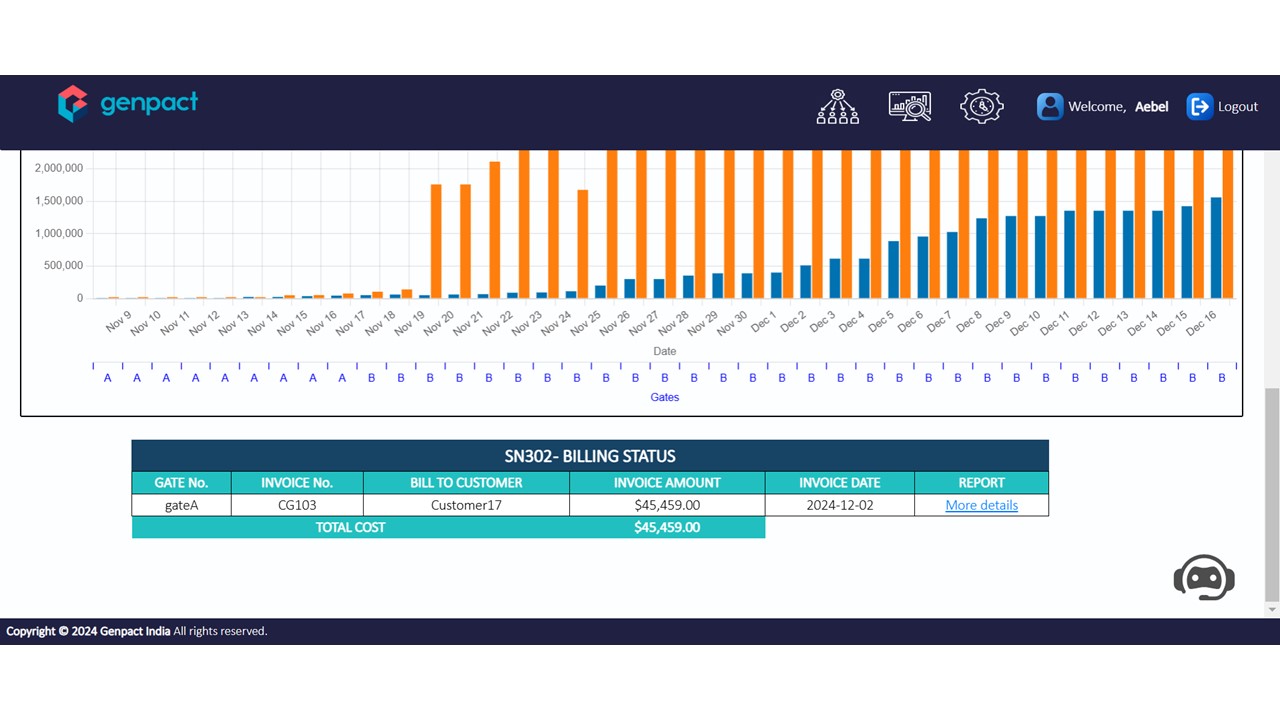 genpact
Welcome, Aebel Logout
2,000,000
1,500,000
1,000,000
500,000
0
Nov 9 Nov 10 Nov 11 Nov 12 Nov 13 Nov 14 Nov 15 Nov 16 Nov 17 Nov 18 Nov 19 Nov 20 Nov 21 Nov 22 Nov 23 Nov 24 Nov 25 Nov 26 Nov 27 Nov 28 Nov 29 Nov 30 Dec 1 Dec 2 Dec 3 Dec 4 Dec 5 Dec 6 Dec 7 Dec 8 Dec 9 Dec 10 Dec 11 Dec 12 Dec 13 Dec 14 Dec 15 Dec 16
Date
A A A A A A A A A B B B B B B B B B B B B B B B B B B B B B B B B B B B B B B
Gates
SN302- BILLING STATUS
GATE No. INVOICE No. BILL TO CUSTOMER INVOICE AMOUNT INVOICE DATE REPORT
gateA CG103 Customer17 $45,459.00 2024-12-02 More details
TOTAL COST $45,459.00
Copyright © 2024 Genpact India All rights reserved.